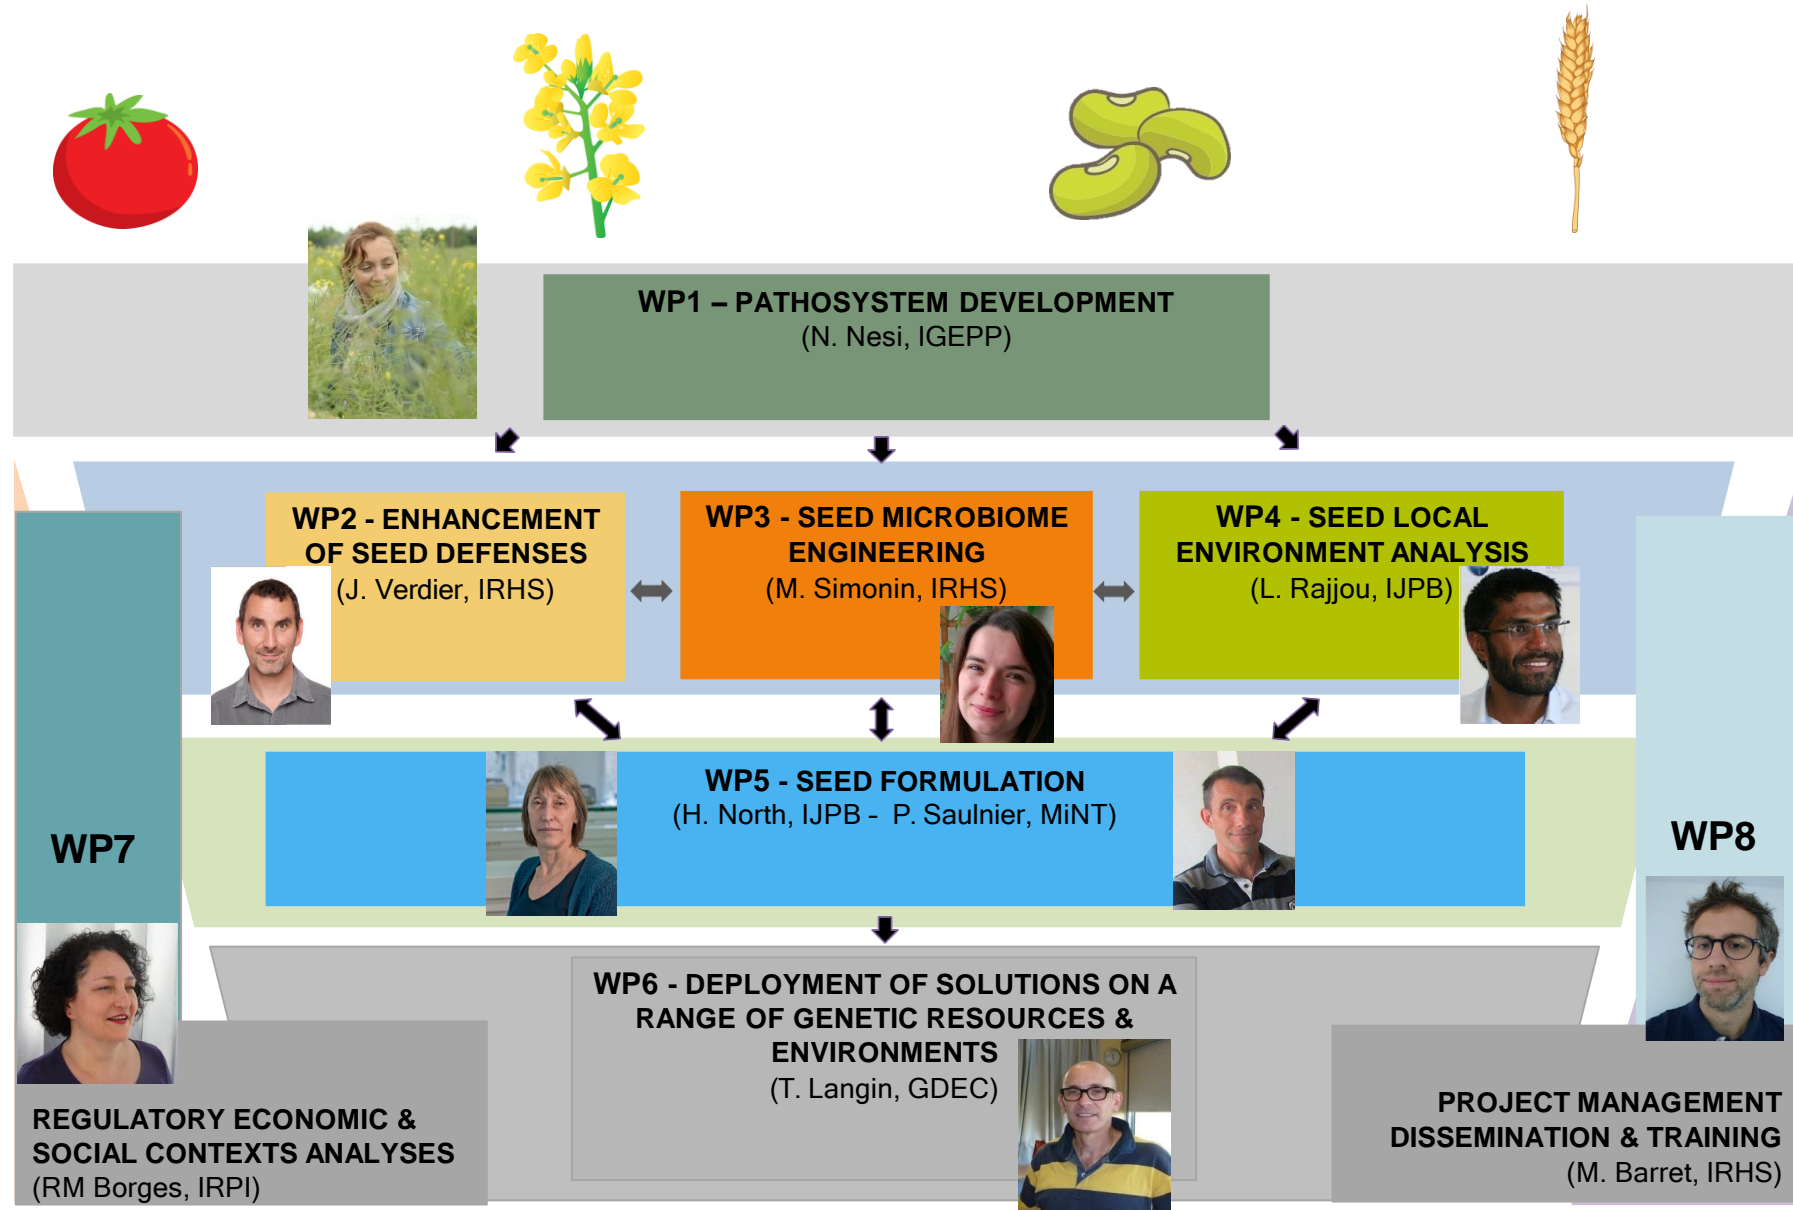 WP1 – PATHOSYSTEM DEVELOPMENT
(N. Nesi, IGEPP)
WP2 - ENHANCEMENT
OF SEED DEFENSES
(J. Verdier, IRHS)
WP3 - SEED MICROBIOME
ENGINEERING
(M. Simonin, IRHS)
WP4 - SEED LOCAL
ENVIRONMENT ANALYSIS
(L. Rajjou, IJPB)
WP5 - SEED FORMULATION
(H. North, IJPB - P. Saulnier, MiNT)
WP6 - DEPLOYMENT OF SOLUTIONS ON A
RANGE OF GENETIC RESOURCES &
ENVIRONMENTS
(T. Langin, GDEC)
WP7
REGULATORY ECONOMIC &
SOCIAL CONTEXTS ANALYSES
(RM Borges, IRPI)
WP8
PROJECT MANAGEMENT
DISSEMINATION & TRAINING
(M. Barret, IRHS)